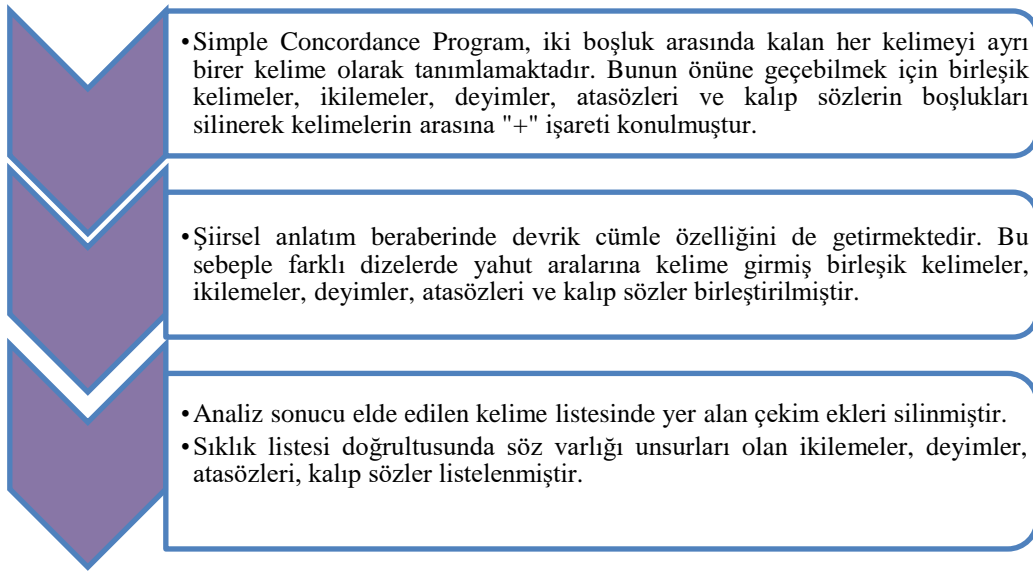 •Simple Concordance Program, iki boşluk arasında kalan her kelimeyi ayrı
birer kelime olarak tanımlamaktadır. Bunun önüne geçebilmek için birleşik
kelimeler, ikilemeler, deyimler, atasözleri ve kalıp sözlerin boşlukları
silinerek kelimelerin arasına "+" işareti konulmuştur.
•Şiirsel anlatım beraberinde devrik cümle özelliğini de getirmektedir. Bu
sebeple farklı dizelerde yahut aralarına kelime girmiş birleşik kelimeler,
ikilemeler, deyimler, atasözleri ve kalıp sözler birleştirilmiştir.
•Analiz sonucu elde edilen kelime listesinde yer alan çekim ekleri silinmiştir.
•Sıklık listesi doğrultusunda söz varlığı unsurları olan ikilemeler, deyimler,
atasözleri, kalıp sözler listelenmiştir.